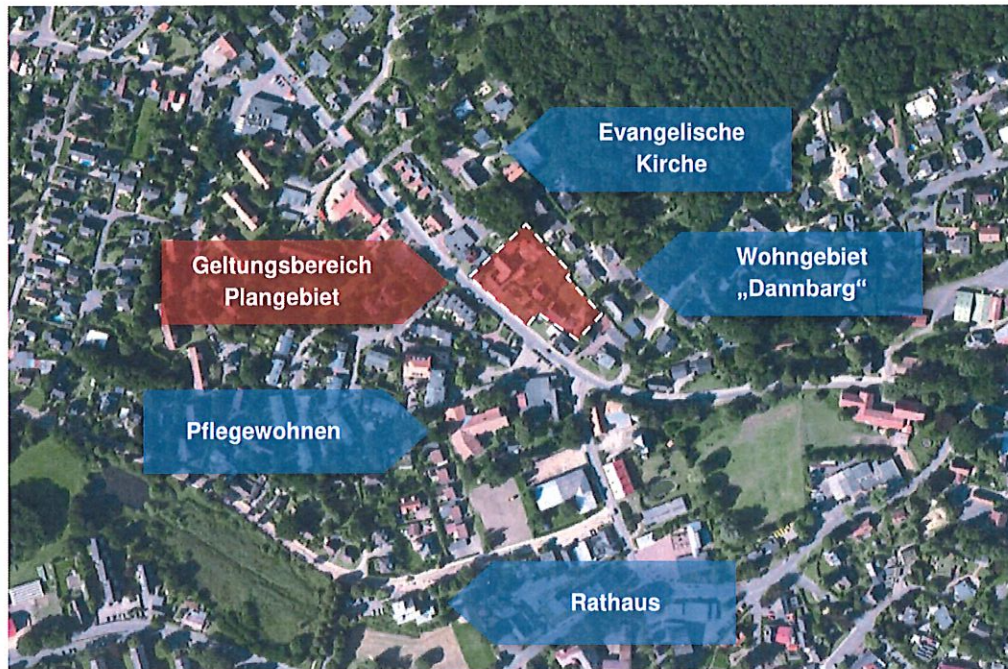 Evangelische
Kirche
Geltungsbereich
Plangebiet
Wohngebiet
„Dannbarg“
Pflegewohnen
Rathaus